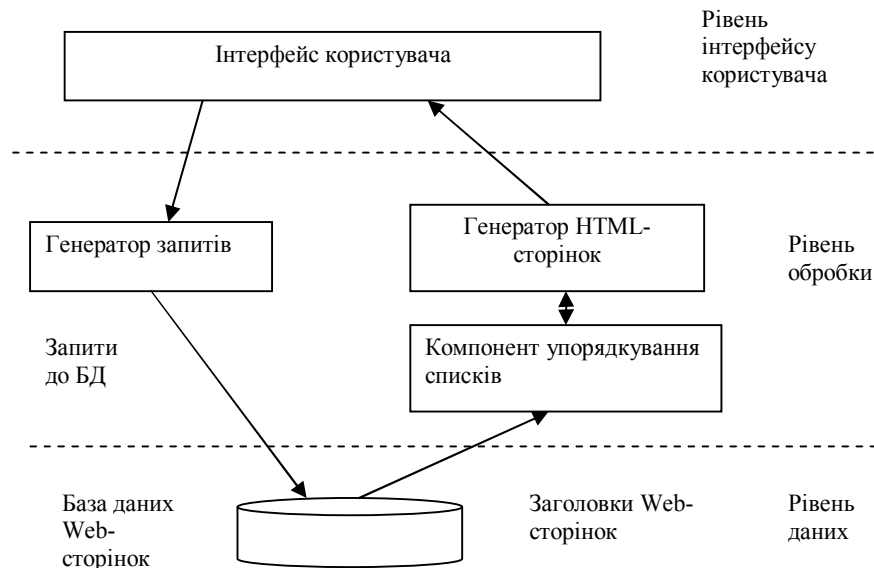 Інтерфейс користувача
Рівень
інтерфейсу
користувача
Генератор запитів
Генератор HTML-
сторінок
Рівень
обробки
Запити
до БД
Компонент упорядкування
списків
База даних
Web-
сторінок
Заголовки Web-
сторінок
Рівень
даних